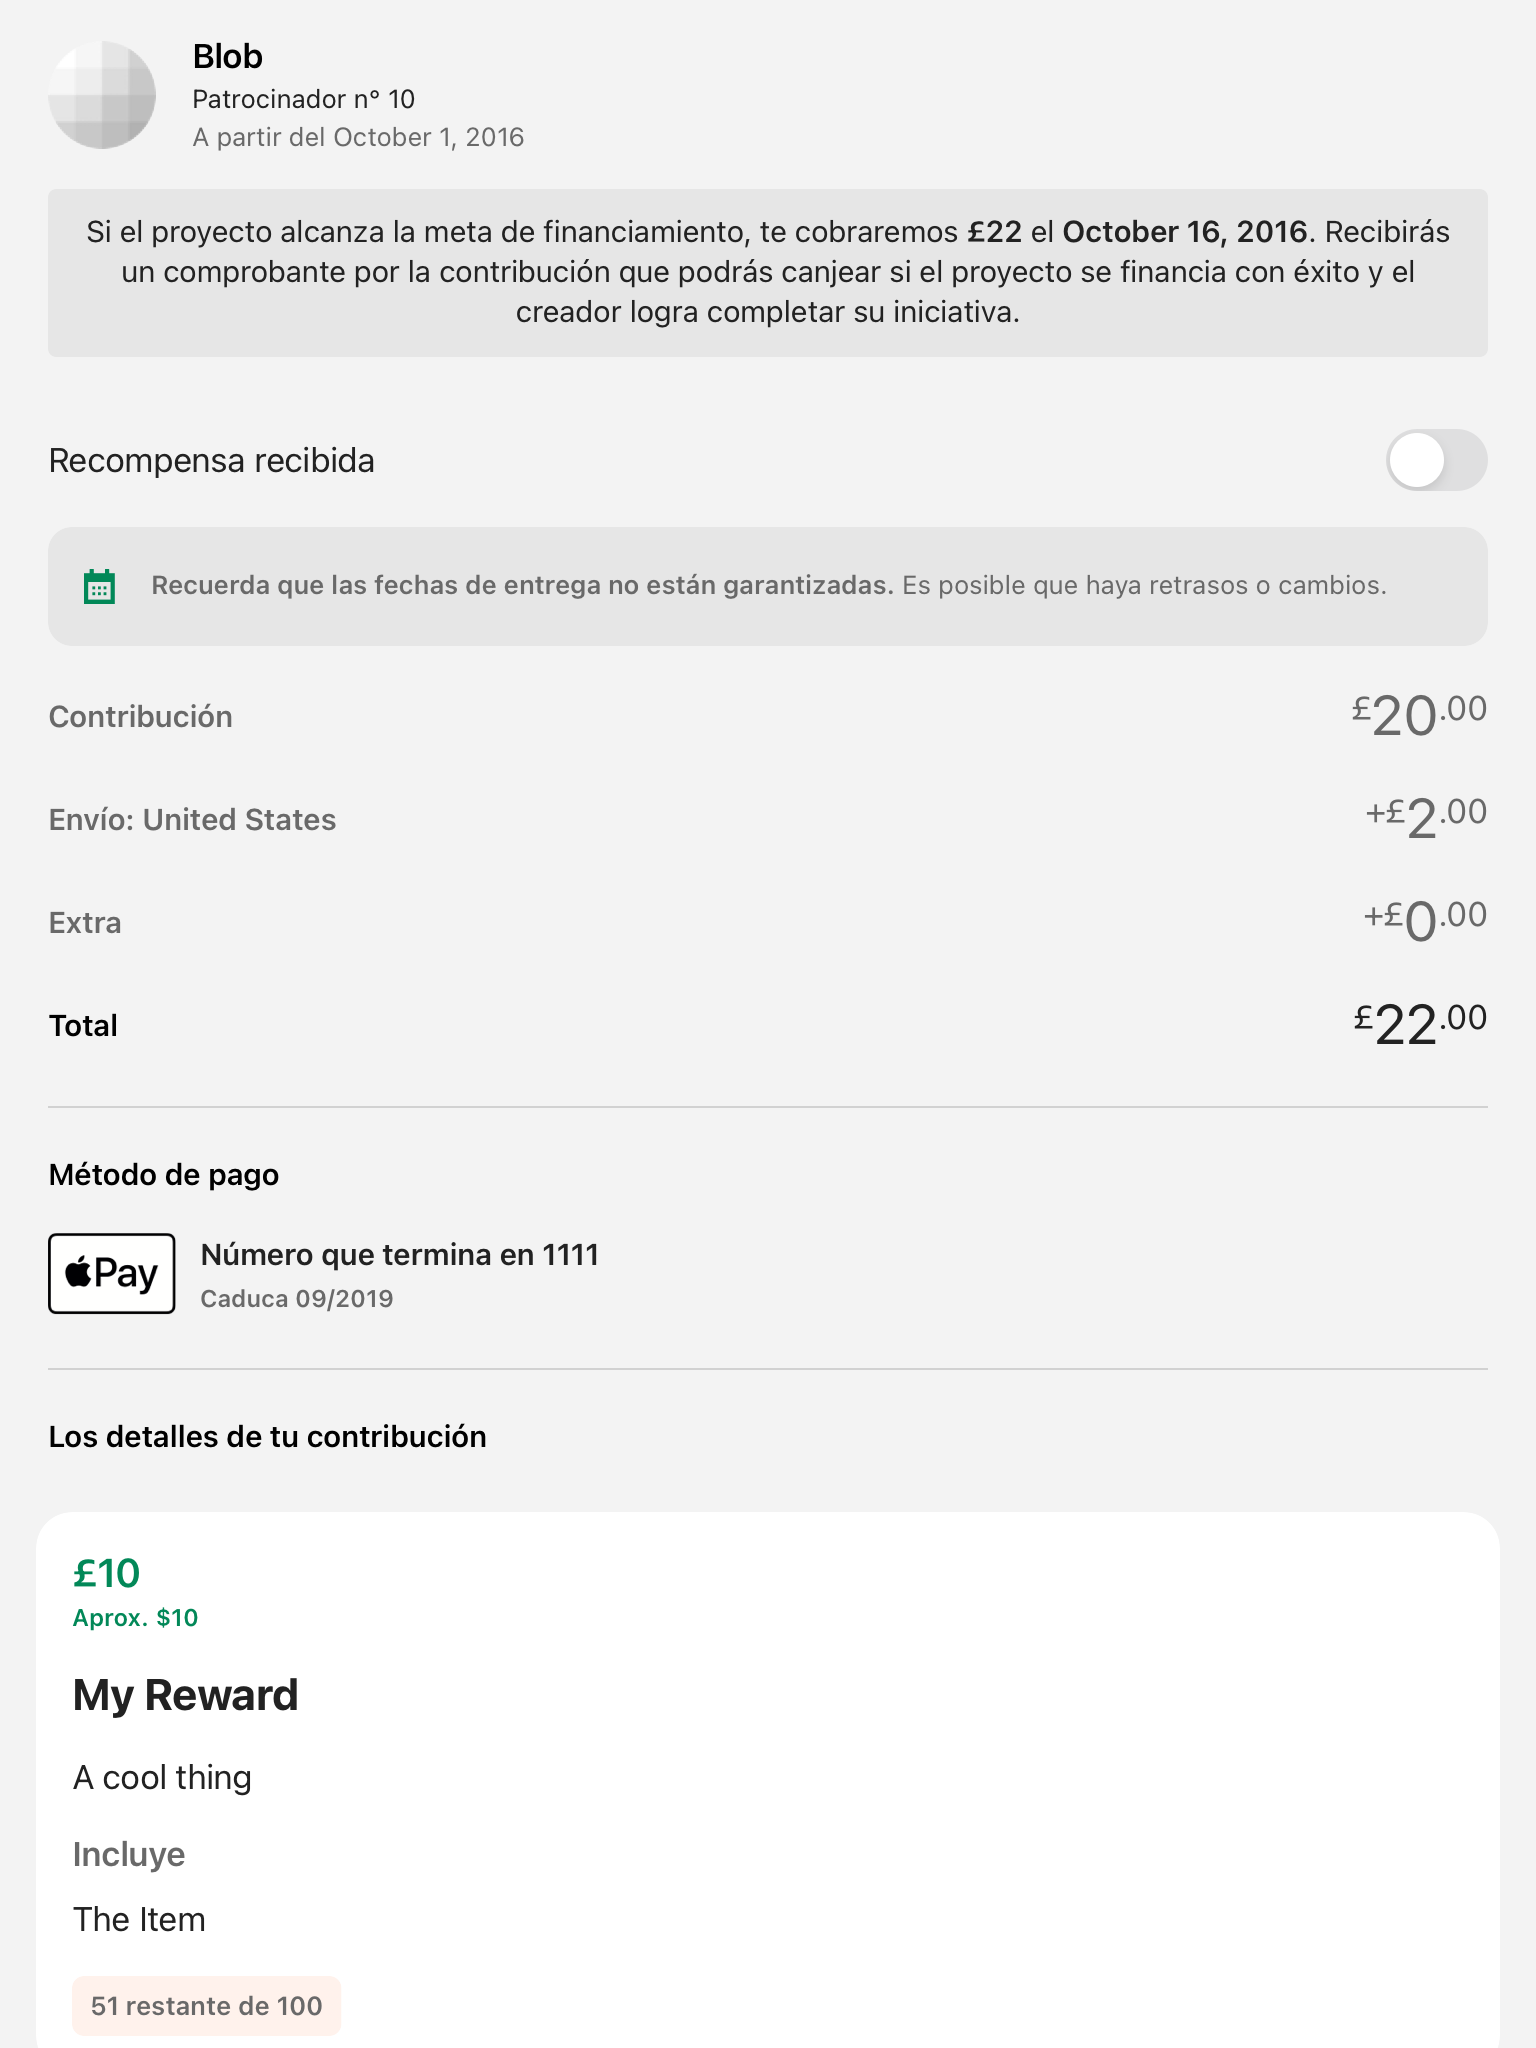 Blob
Patrocinador n° 10
A partir del October 1, 2016
Si el proyecto alcanza la meta de financiamiento, te cobraremos £22 el October 16, 2016. Recibirás
un comprobante por la contribución que podrás canjear si el proyecto se financia con éxito y el
creador logra completar su iniciativa.
Recompensa recibida
Recuerda que las fechas de entrega no están garantizadas. Es posible que haya retrasos o cambios.
Contribución £20.00
Envío: United States +£2.00
Extra +£0.00
Total £22.00
Método de pago
Pay
Número que termina en 1111
Caduca 09/2019
Los detalles de tu contribución
£10
Aprox. $10
My Reward
A cool thing
Incluye
The Item
51 restante de 100